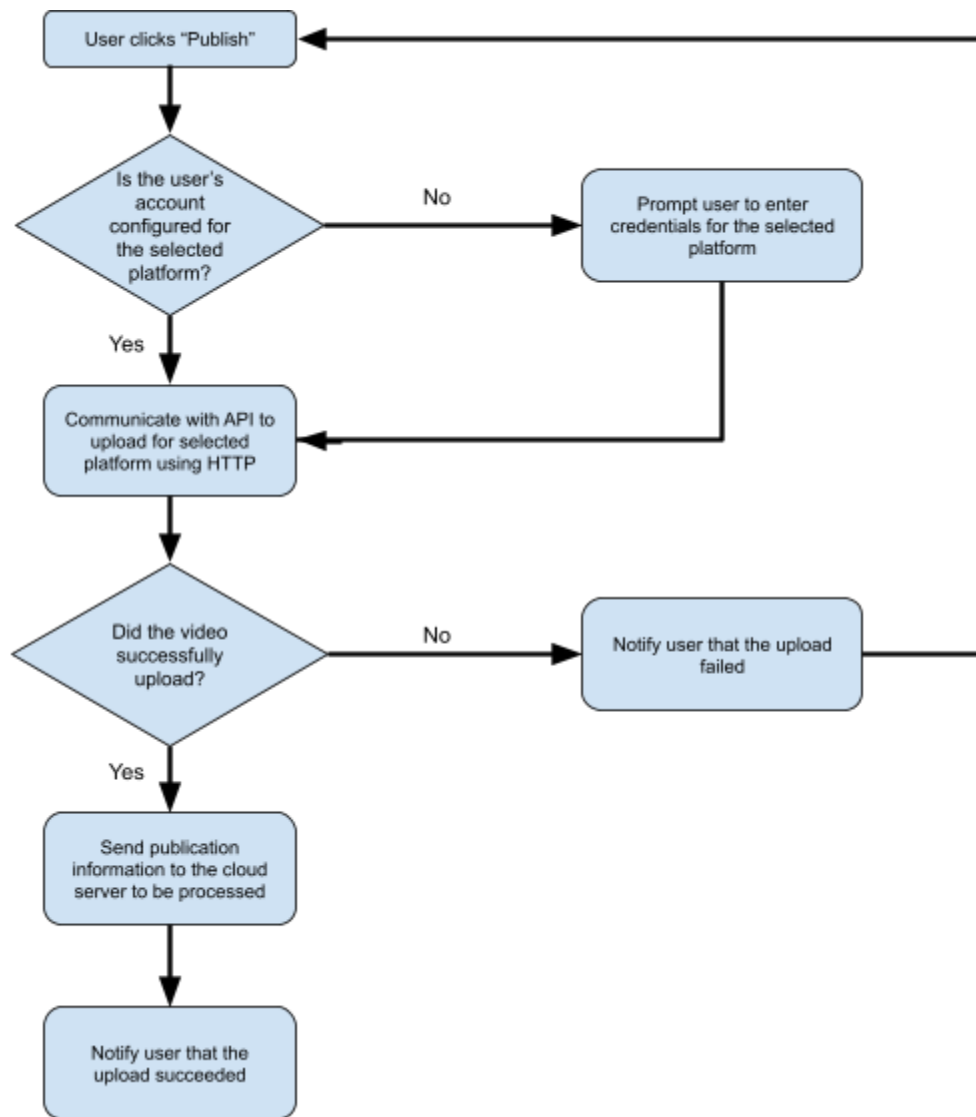 User clicks “Publish”
Is the user’s
account
configured for
the selected
platform?
No
Prompt user to enter
credentials for the selected
platform
Yes
Communicate with API to
upload for selected
platform using HTTP
Did the video
successfully
upload?
No
Notify user that the upload
failed
Yes
Send publication
information to the cloud
server to be processed
Notify user that the
upload succeeded